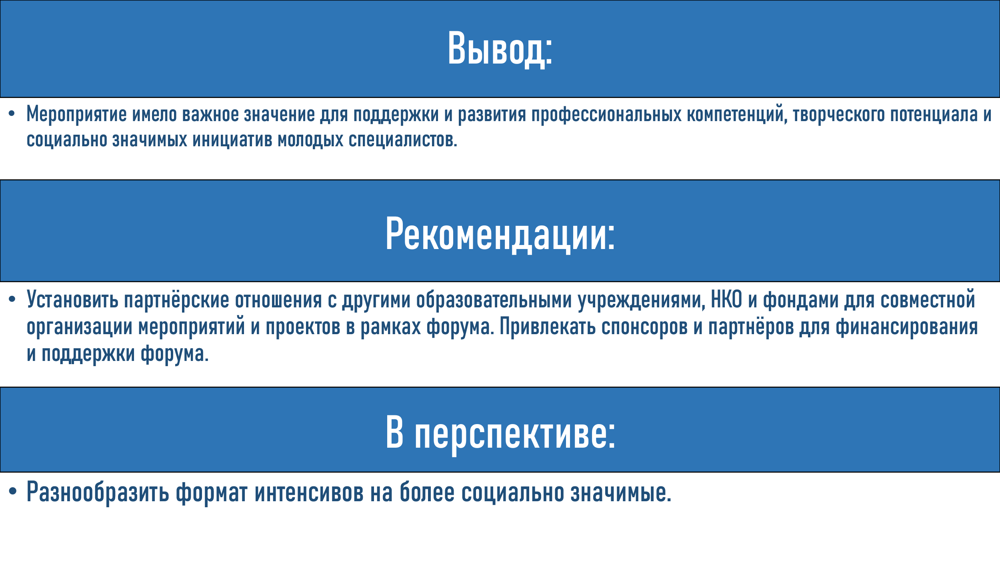 Вывод:
• Мероприятие имело важное значение для поддержки и развития профессиональных компетенций, творческого потенциала и
социально значимых инициатив молодых специалистов.
Рекомендации:
• Установить партнёрские отношения с другими образовательными учреждениями, НКО и фондами для совместной
организации мероприятий и проектов в рамках форума. Привлекать спонсоров и партнёров для финансирования
и поддержки форума.
В перспективе:
• Разнообразить формат интенсивов на более социально значимые.